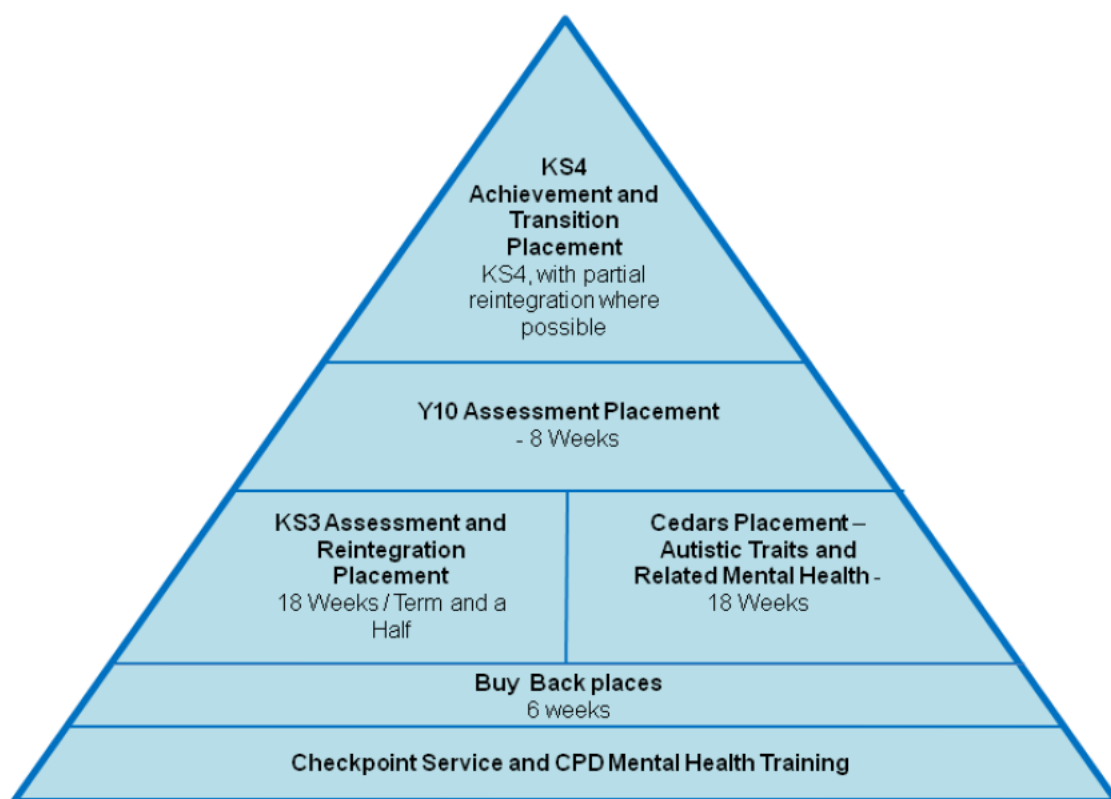 KS4
Achievement and
Transition
Placement
KS4, with partial
reintegration where
possible
Y10 Assessment Placement
- 8 Weeks
KS3 Assessment and
Reintegration
Placement
18 Weeks / Term and a
Half
Cedars Placement –
Autistic Traits and
Related Mental Health -
18 Weeks
Buy Back places
6 weeks
Checkpoint Service and CPD Mental Health Training